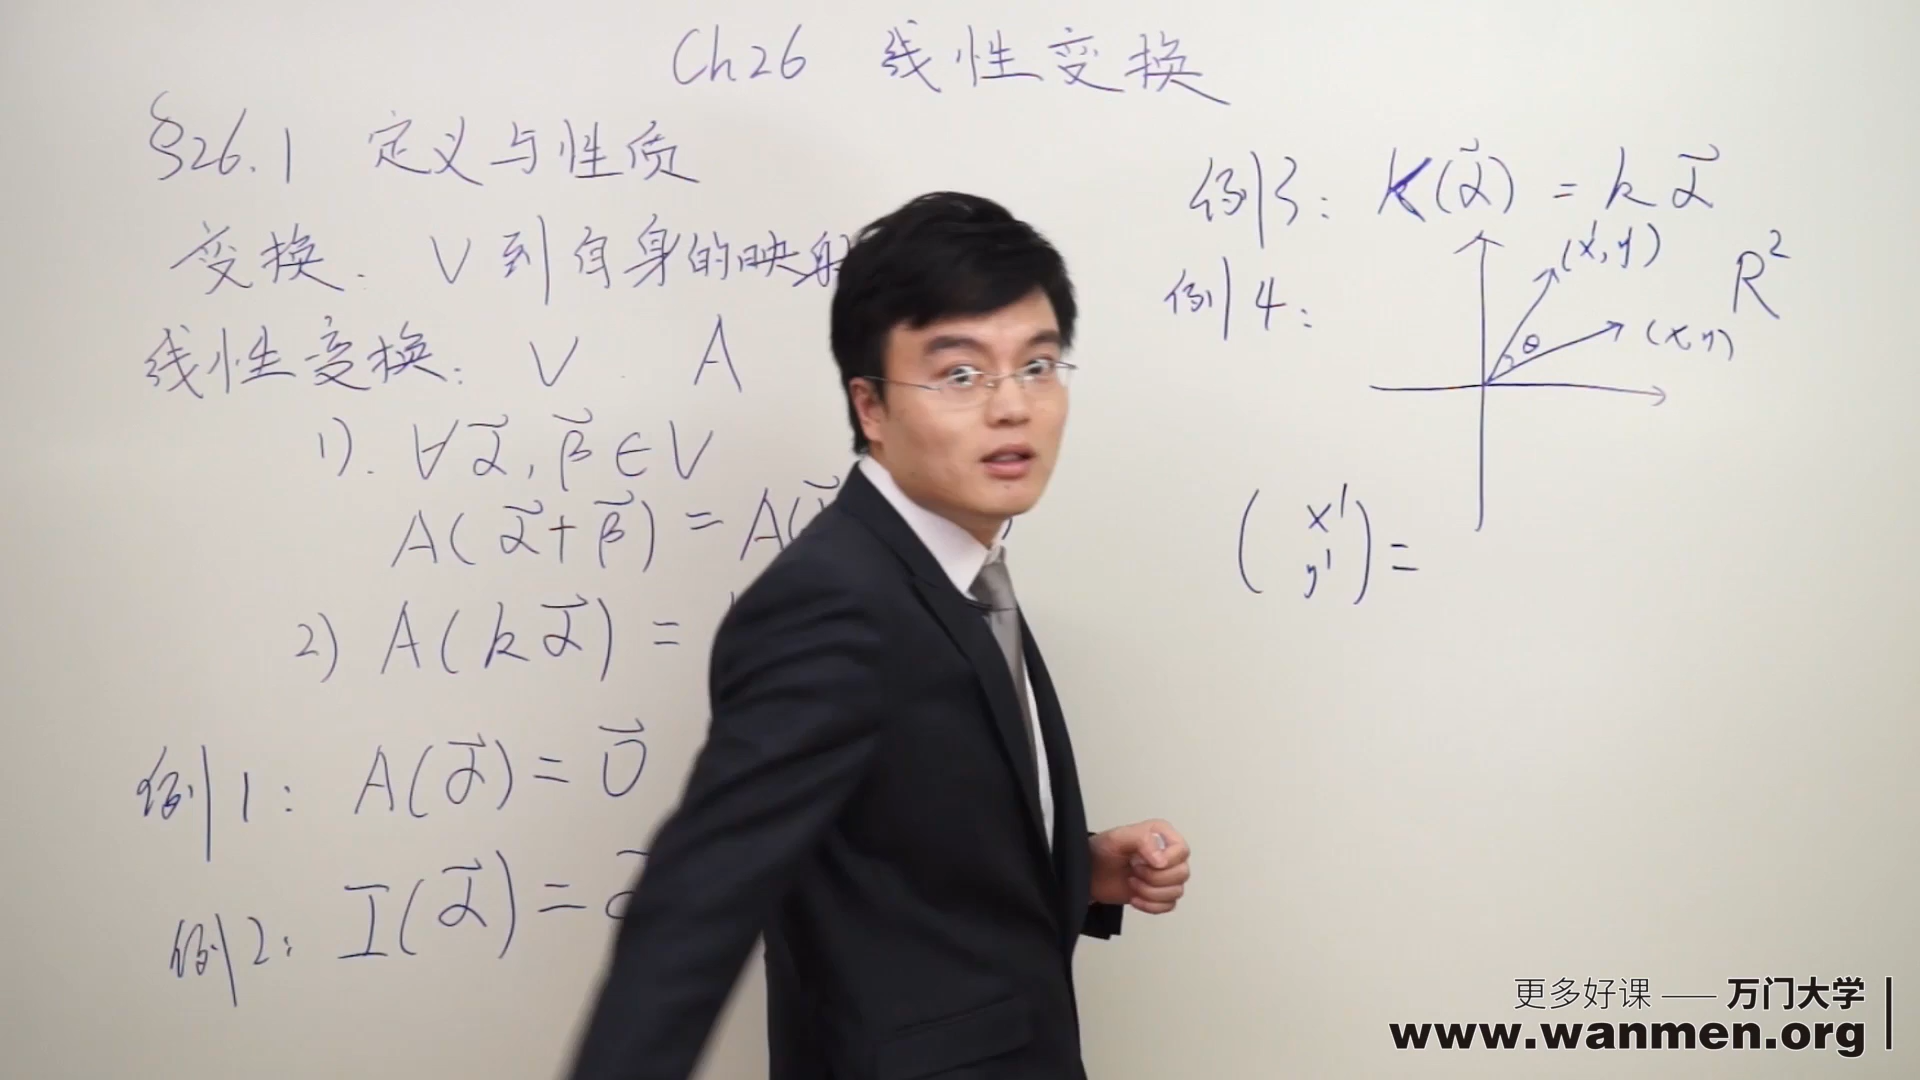 Ch26 线性变换
§26.1 定义与性质
变换. V到自身的映射
线性变换: V A
1). ∀α⃗, β⃗ ∈ V
A(α⃗+β⃗) = A(
2) A(kα⃗) =
例1: A(α⃗) = 0⃗
例2: I(α⃗) =
例3: K(α⃗) = kα⃗
例4:
(x', y')
R²
θ
(x, y)
(x'
y') =
更多好课 —— 万门大学
www.wanmen.org